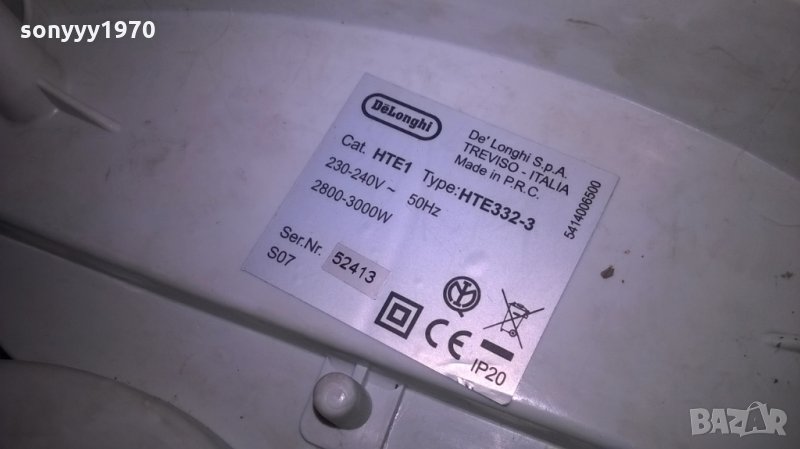 sonyyy1970
DeLonghi
De' Longhi S.p.A.
TREVISO - ITALIA
Made in P.R.C.
Cat. HTE1 Type:HTE332-3
230-240V ~ 50Hz
2800-3000W
Ser.Nr. 52413
S07
5414006500
CE
IP20
BAZAR